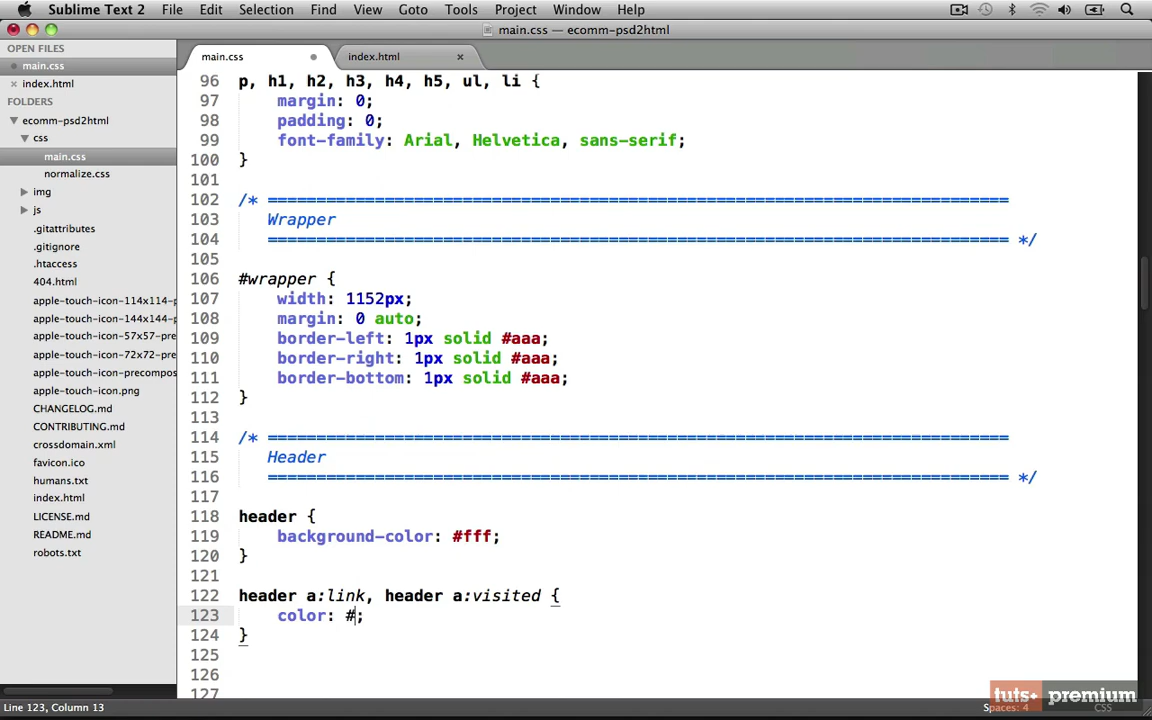 Sublime Text 2 File Edit Selection Find View Goto Tools Project Window Help
main.css — ecomm-psd2html
OPEN FILES
main.css
index.html
FOLDERS
ecomm-psd2html
css
main.css
normalize.css
img
js
.gitattributes
.gitignore
.htaccess
404.html
apple-touch-icon-114x114-p
apple-touch-icon-144x144-p
apple-touch-icon-57x57-pre
apple-touch-icon-72x72-pre
apple-touch-icon-precompos
apple-touch-icon.png
CHANGELOG.md
CONTRIBUTING.md
crossdomain.xml
favicon.ico
humans.txt
index.html
LICENSE.md
README.md
robots.txt
main.css index.html
96 p, h1, h2, h3, h4, h5, ul, li {
97 margin: 0;
98 padding: 0;
99 font-family: Arial, Helvetica, sans-serif;
100 }
101
102 /* ============================================================================
103 Wrapper
104 ============================================================================ */
105
106 #wrapper {
107 width: 1152px;
108 margin: 0 auto;
109 border-left: 1px solid #aaa;
110 border-right: 1px solid #aaa;
111 border-bottom: 1px solid #aaa;
112 }
113
114 /* ============================================================================
115 Header
116 ============================================================================ */
117
118 header {
119 background-color: #fff;
120 }
121
122 header a:link, header a:visited {
123 color: #;
124 }
125
126
127
tuts+ premium
Line 123, Column 13 Spaces: 4 CSS